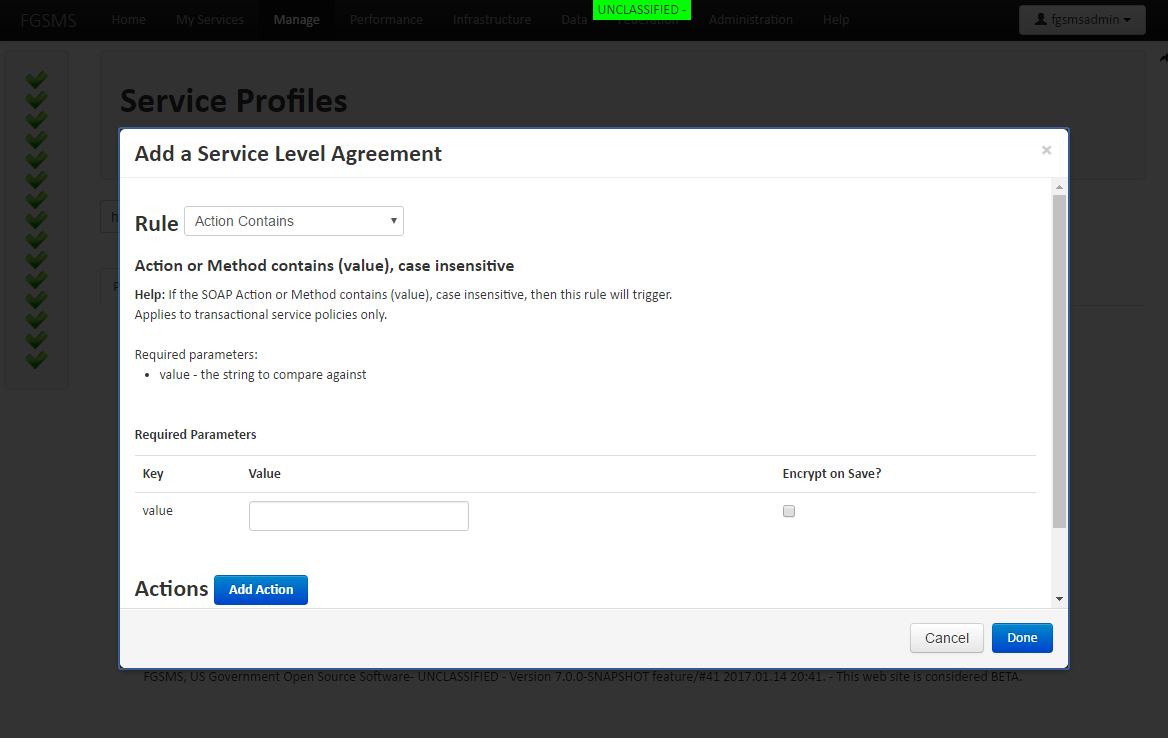 FGSMS Home My Services Manage Performance Infrastructure Data Federation Administration Help fgsmsadmin
UNCLASSIFIED -
Service Profiles
Add a Service Level Agreement ×
Rule Action Contains
Action or Method contains (value), case insensitive
Help: If the SOAP Action or Method contains (value), case insensitive, then this rule will trigger.
Applies to transactional service policies only.
Required parameters:
• value - the string to compare against
Required Parameters
Key Value Encrypt on Save?
value
Actions Add Action
Cancel Done
FGSMS, US Government Open Source Software- UNCLASSIFIED - Version 7.0.0-SNAPSHOT feature/#41 2017.01.14 20:41. - This web site is considered BETA.